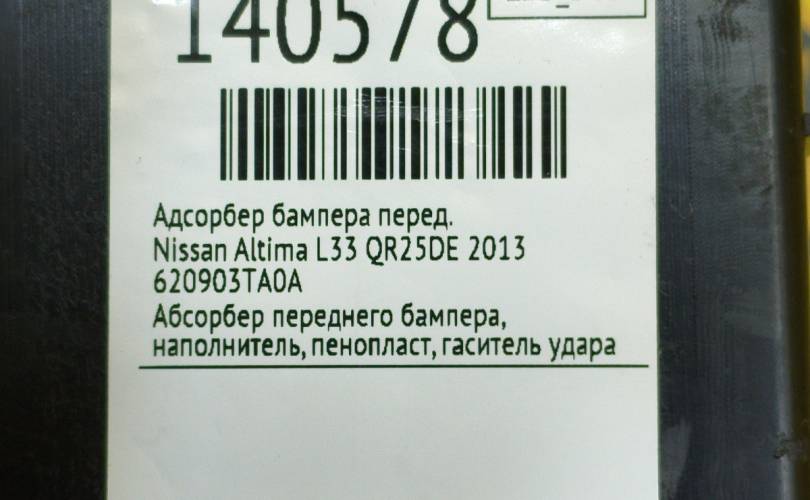 140578
Адсорбер бампера перед.
Nissan Altima L33 QR25DE 2013
620903TA0A
Абсорбер переднего бампера,
наполнитель, пенопласт, гаситель удара